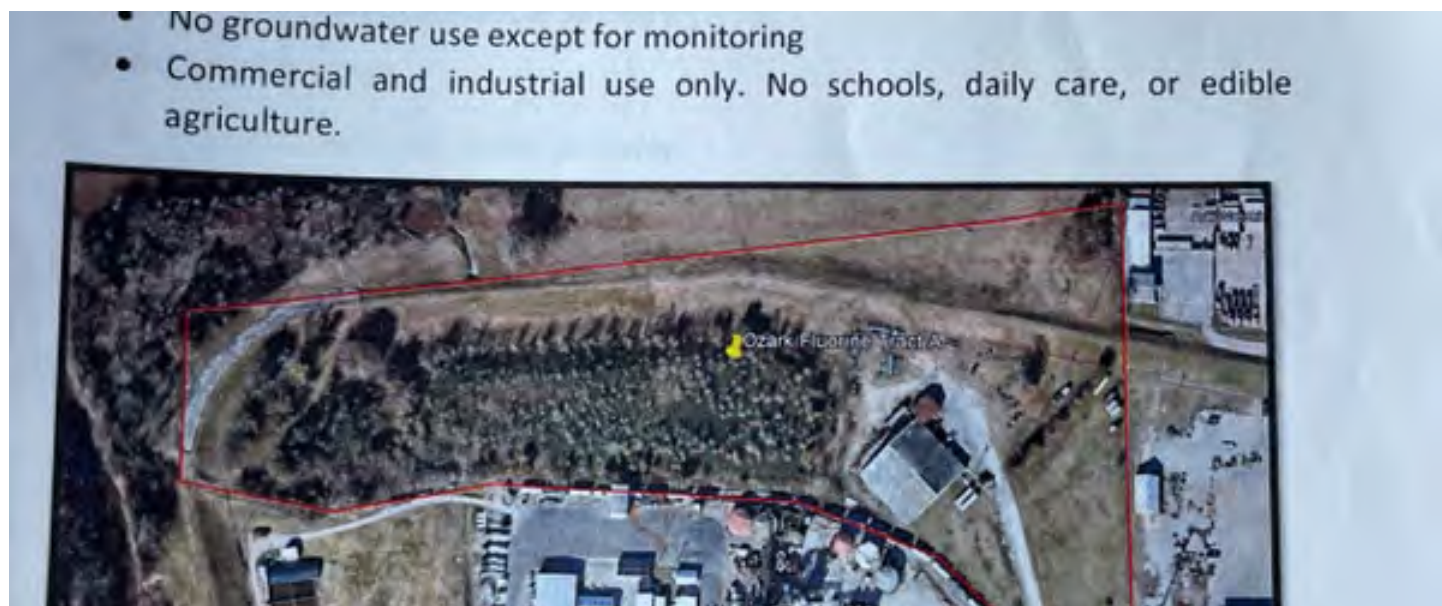 • No groundwater use except for monitoring
• Commercial and industrial use only. No schools, daily care, or edible
agriculture.
Ozark Fluorine Tract A